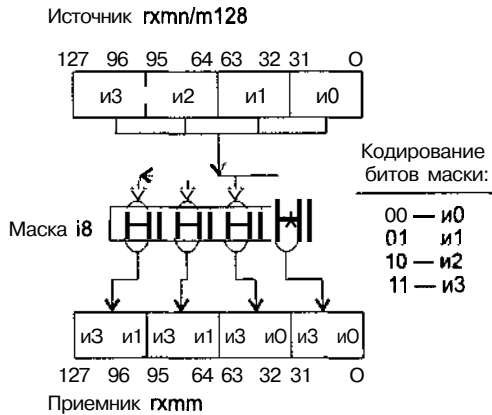 Источник rxmn/m128
127 96 95 64 63 32 31 O
и3 и2 и1 и0
Кодирование
битов маски:
Маска i8
00 — и0
01 и1
10 — и2
11 — и3
и3 и1 и3 и1 и3 и0 и3 и0
127 96 95 64 63 32 31 O
Приемник rxmm